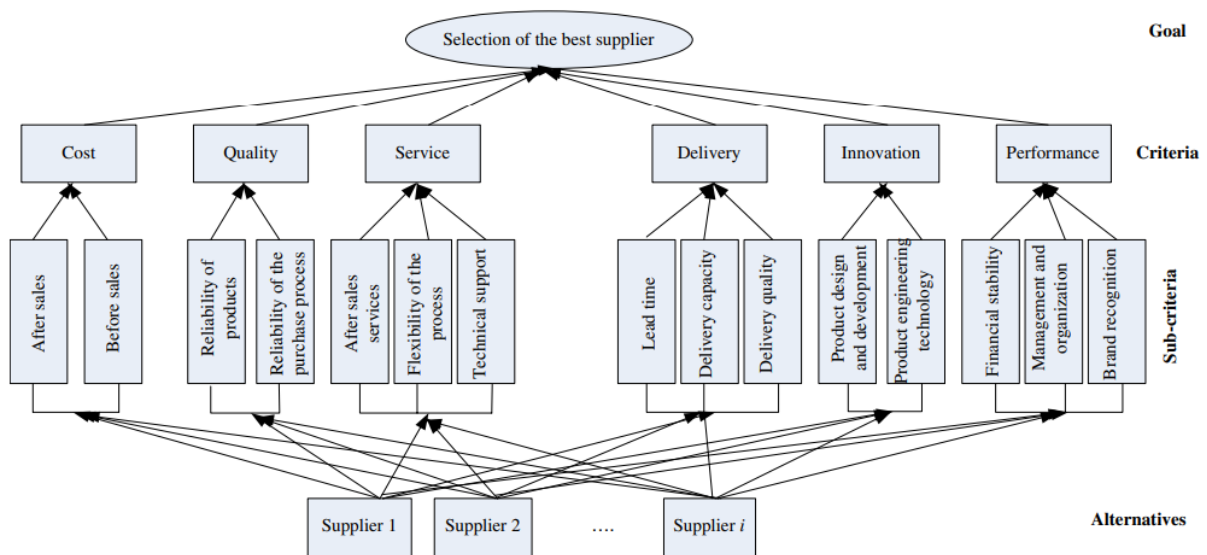 Goal
Selection of the best supplier
Cost
Quality
Service
Delivery
Innovation
Performance
Criteria
After sales
Before sales
Reliability of
products
Reliability of the
purchase process
After sales
services
Flexibility of the
process
Technical support
Lead time
Delivery capacity
Delivery quality
Product design
and development
Product engineering
technology
Financial stability
Management and
organization
Brand recognition
Sub-criteria
Supplier 1
Supplier 2
....
Supplier i
Alternatives